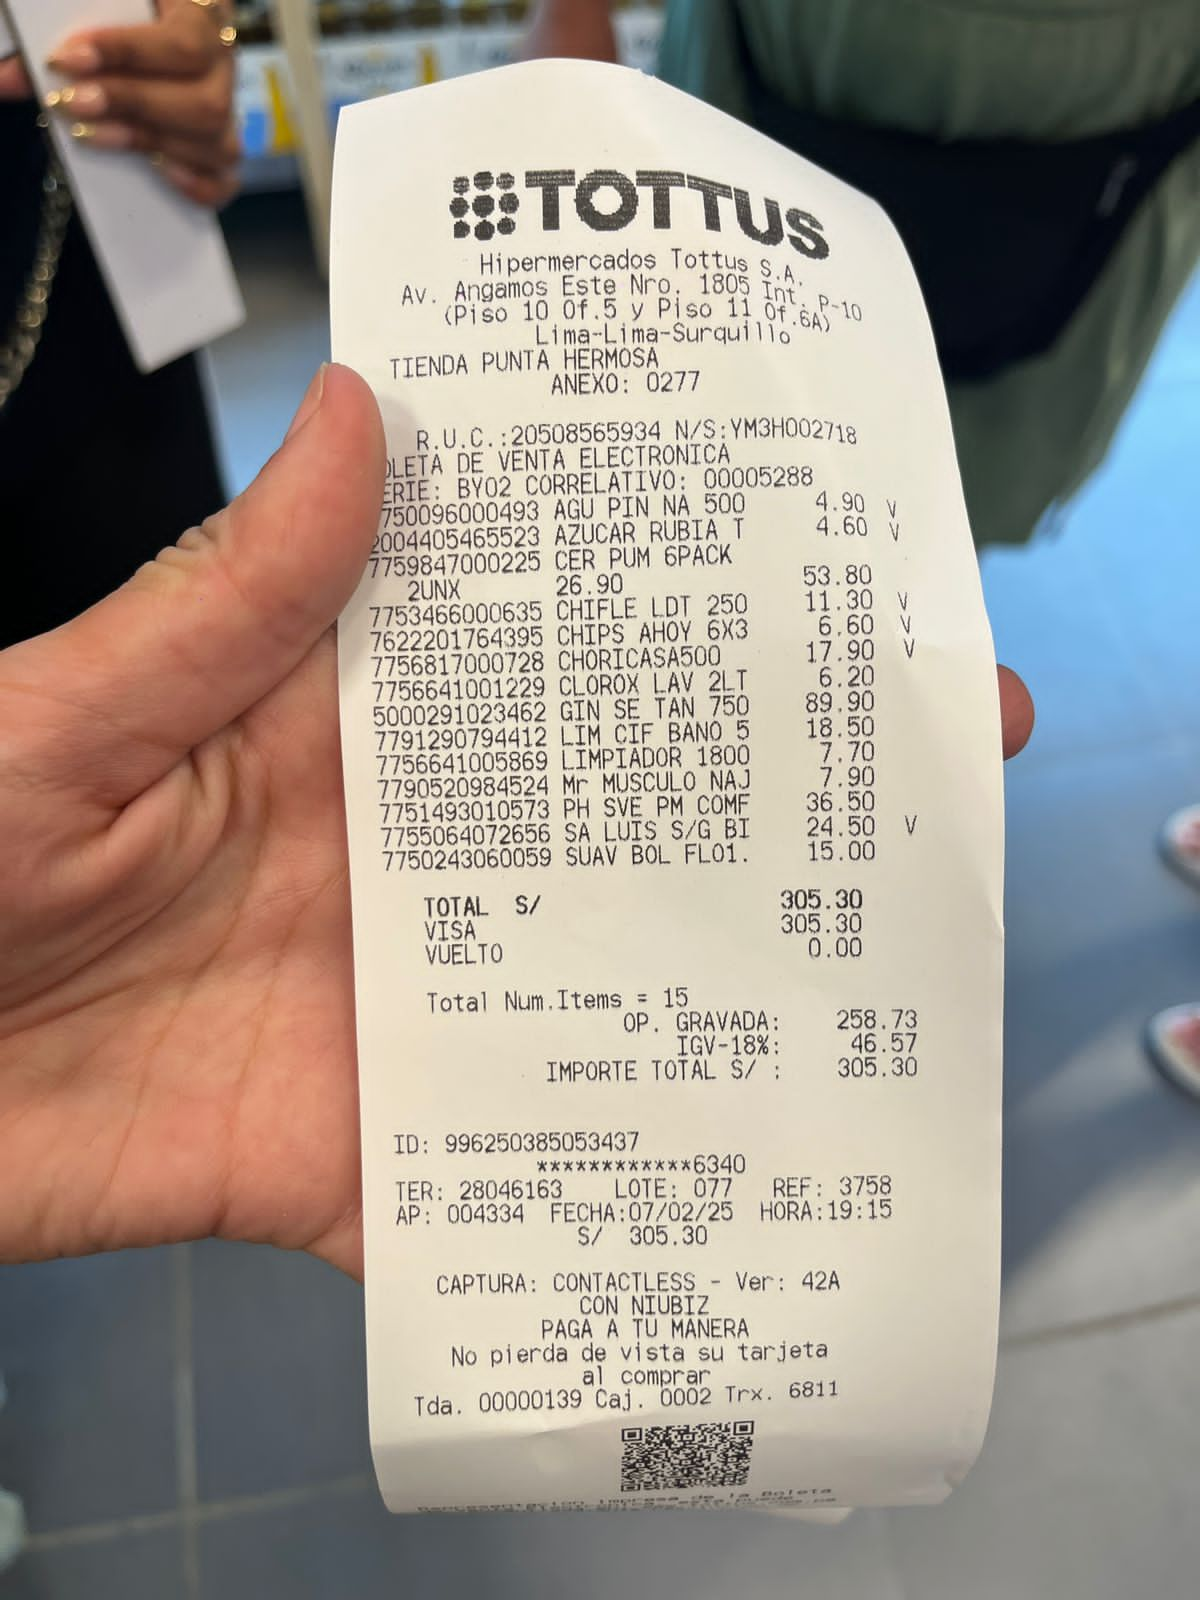 TOTTUS
Hipermercados Tottus S.A.
Av. Angamos Este Nro. 1805 Int. P-10
(Piso 10 Of.5 y Piso 11 Of.6A)
Lima-Lima-Surquillo
TIENDA PUNTA HERMOSA
ANEXO: 0277
R.U.C.:20508565934 N/S:YM3H002718
OLETA DE VENTA ELECTRONICA
ERIE: BY02 CORRELATIVO: 00005288
750096000493 AGU PIN NA 500 4.90 V
2004405465523 AZUCAR RUBIA T 4.60 V
7759847000225 CER PUM 6PACK
2UNX 26.90 53.80
7753466000635 CHIFLE LDT 250 11.30 V
7622201764395 CHIPS AHOY 6X3 6.60 V
7756817000728 CHORICASA500 17.90 V
7756641001229 CLOROX LAV 2LT 6.20
5000291023462 GIN SE TAN 750 89.90
7791290794412 LIM CIF BANO 5 18.50
7756641005869 LIMPIADOR 1800 7.70
7790520984524 Mr MUSCULO NAJ 7.90
7751493010573 PH SVE PM COMF 36.50
7755064072656 SA LUIS S/G BI 24.50 V
7750243060059 SUAV BOL FLO1. 15.00
TOTAL S/ 305.30
VISA 305.30
VUELTO 0.00
Total Num.Items = 15
OP. GRAVADA: 258.73
IGV-18%: 46.57
IMPORTE TOTAL S/ : 305.30
ID: 996250385053437
************6340
TER: 28046163 LOTE: 077 REF: 3758
AP: 004334 FECHA:07/02/25 HORA:19:15
S/ 305.30
CAPTURA: CONTACTLESS - Ver: 42A
CON NIUBIZ
PAGA A TU MANERA
No pierda de vista su tarjeta
al comprar
Tda. 00000139 Caj. 0002 Trx. 6811
Representacion impresa de la Boleta